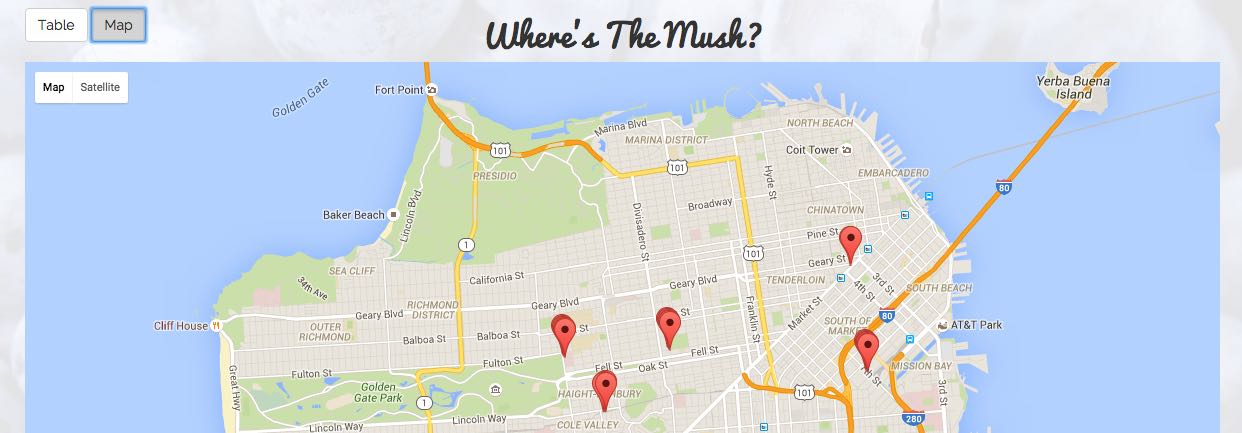 Table
Map
Where's The Mush?
Map
Satellite
Golden Gate
Fort Point
Yerba Buena
Island
Marina Blvd
NORTH BEACH
101
MARINA DISTRICT
Coit Tower
101
PRESIDIO
Hyde St
EMBARCADERO
80
Lincoln Blvd
Baker Beach
Divisadero St
Broadway
CHINATOWN
Pine St
1
101
Geary St
SEA CLIFF
California St
TENDERLOIN
3rd St
34th Ave
Geary Blvd
4th St
SOUTH BEACH
Geary Blvd
RICHMOND
DISTRICT
Franklin St
Market St
80
Cliff House
OUTER
RICHMOND
Balboa St
Balboa St
St
St
SOUTH OF
MARKET
AT&T Park
Fulton St
Fulton St
Fell St
Oak St
Fell St
MISSION BAY
Great Hwy
Golden
Gate Park
HAIGHT-ASHBURY
101
3rd St
1
Lincoln Way
Lincoln Way
COLE VALLEY
280